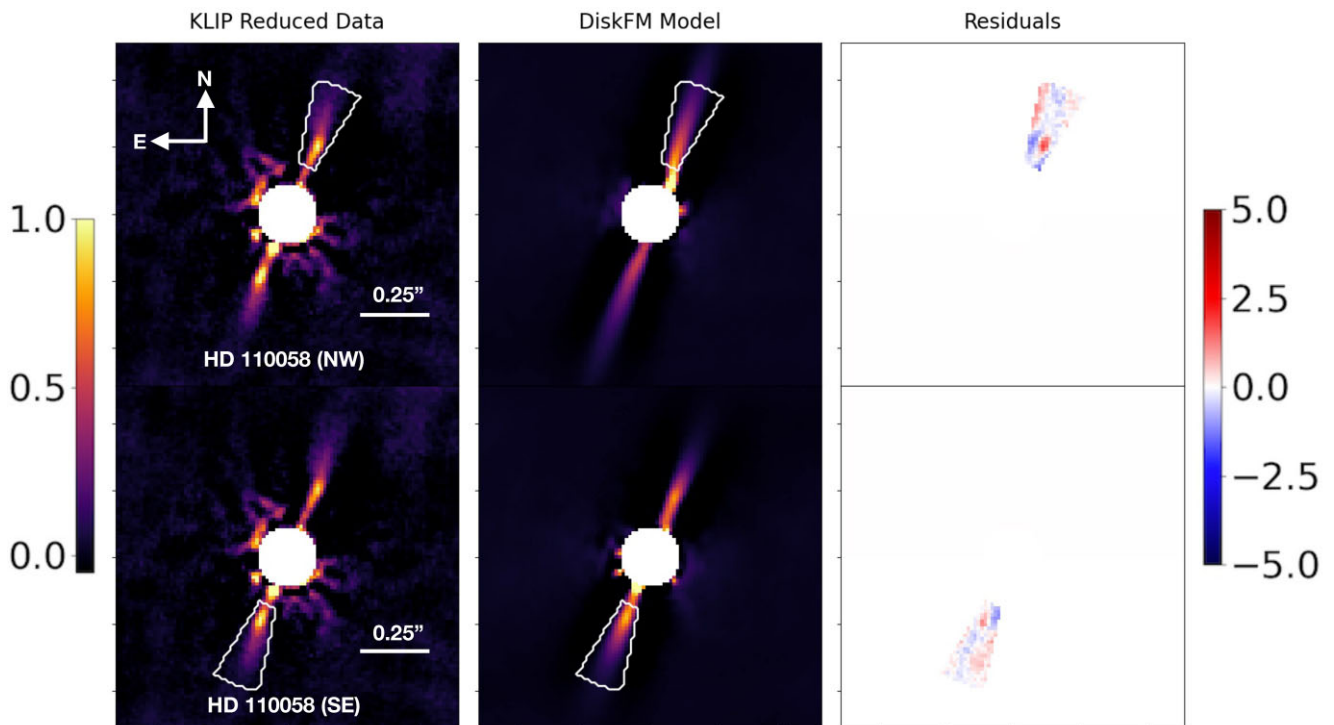 KLIP Reduced Data
DiskFM Model
Residuals
N
E
0.25”
HD 110058 (NW)
1.0
0.5
0.0
5.0
2.5
0.0
−2.5
−5.0
0.25”
HD 110058 (SE)